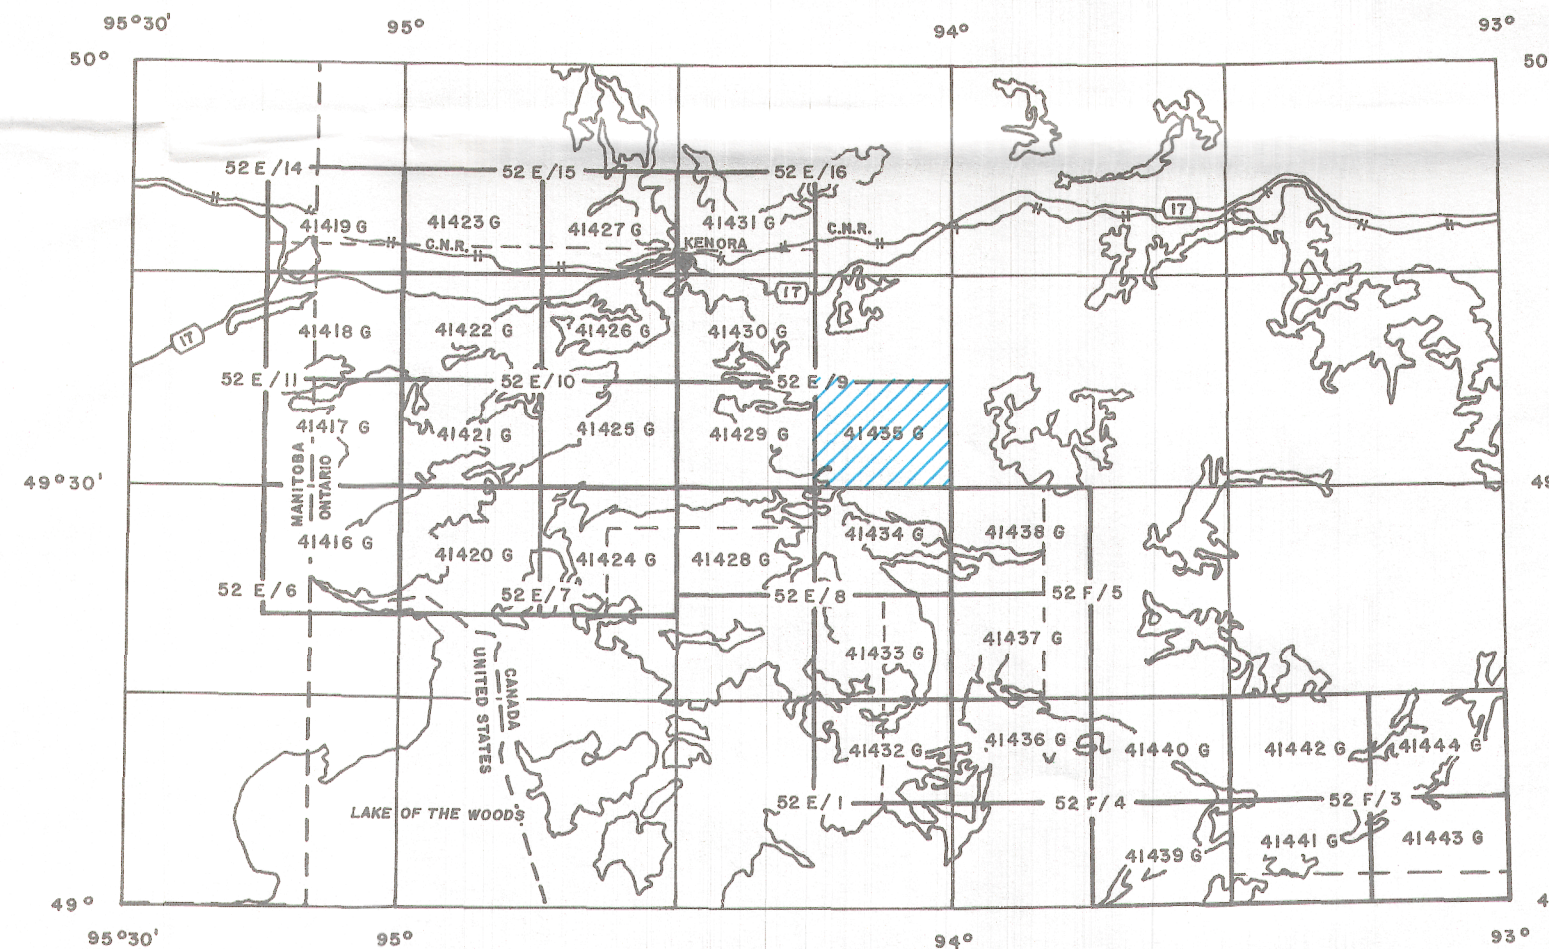 95°30' 95° 94° 93°
50° 50
52 E/14 52 E/15 52 E/16
17
41419 G 41423 G 41427 G 41431 G
C.N.R. KENORA C.N.R.
17
17
41418 G 41422 G 41426 G 41430 G
52 E/11 52 E/10 52 E/9
41417 G 41421 G 41425 G 41429 G 41435 G
49°30' 49
MANITOBA
ONTARIO
41416 G 41420 G 41424 G 41428 G 41434 G 41438 G
52 E/6 52 E/7 52 E/8 52 F/5
41433 G 41437 G
CANADA
UNITED STATES
41432 G 41436 G 41440 G 41442 G 41444 G
52 E/1 52 F/4 52 F/3
LAKE OF THE WOODS
41439 G 41441 G 41443 G
49° 4
95°30' 95° 94° 93°